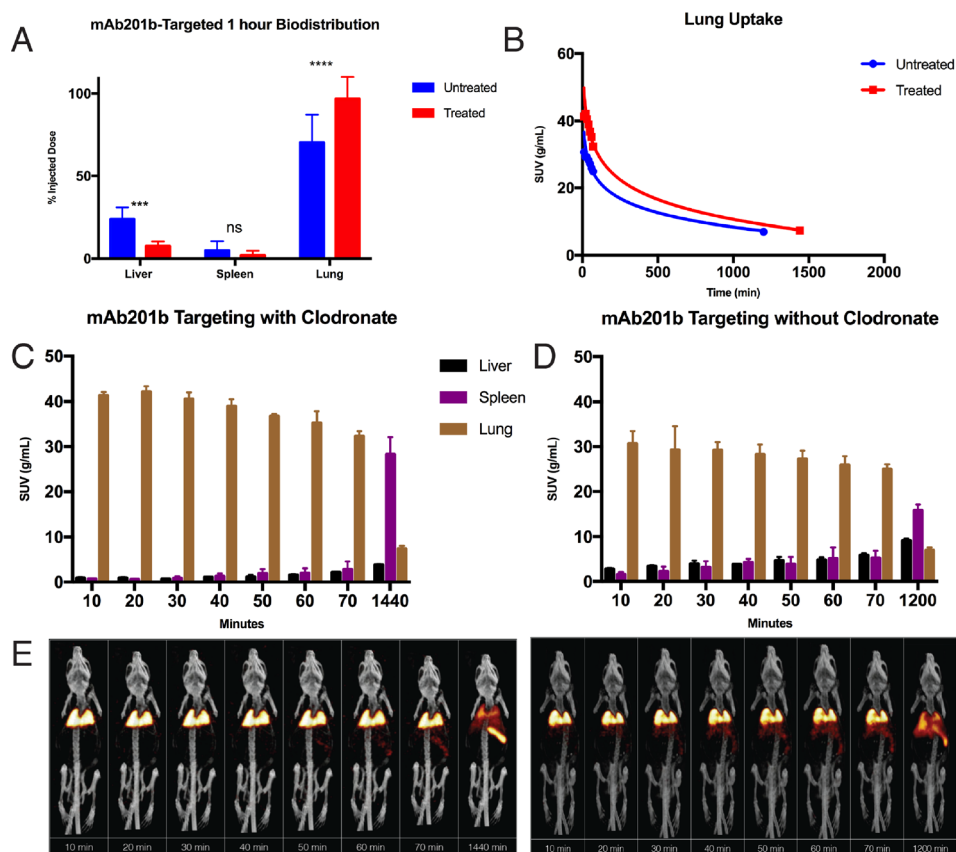 A
mAb201b-Targeted 1 hour Biodistribution
% Injected Dose
100
50
0
***
ns
****
Liver
Spleen
Lung
Untreated
Treated
B
Lung Uptake
SUV (g/mL)
60
40
20
0
0
500
1000
1500
2000
Time (min)
Untreated
Treated
C
mAb201b Targeting with Clodronate
SUV (g/mL)
50
40
30
20
10
0
10
20
30
40
50
60
70
1440
Minutes
Liver
Spleen
Lung
D
mAb201b Targeting without Clodronate
SUV (g/mL)
50
40
30
20
10
0
10
20
30
40
50
60
70
1200
Minutes
E
10 min
20 min
30 min
40 min
50 min
60 min
70 min
1440 min
10 min
20 min
30 min
40 min
50 min
60 min
70 min
1200 min